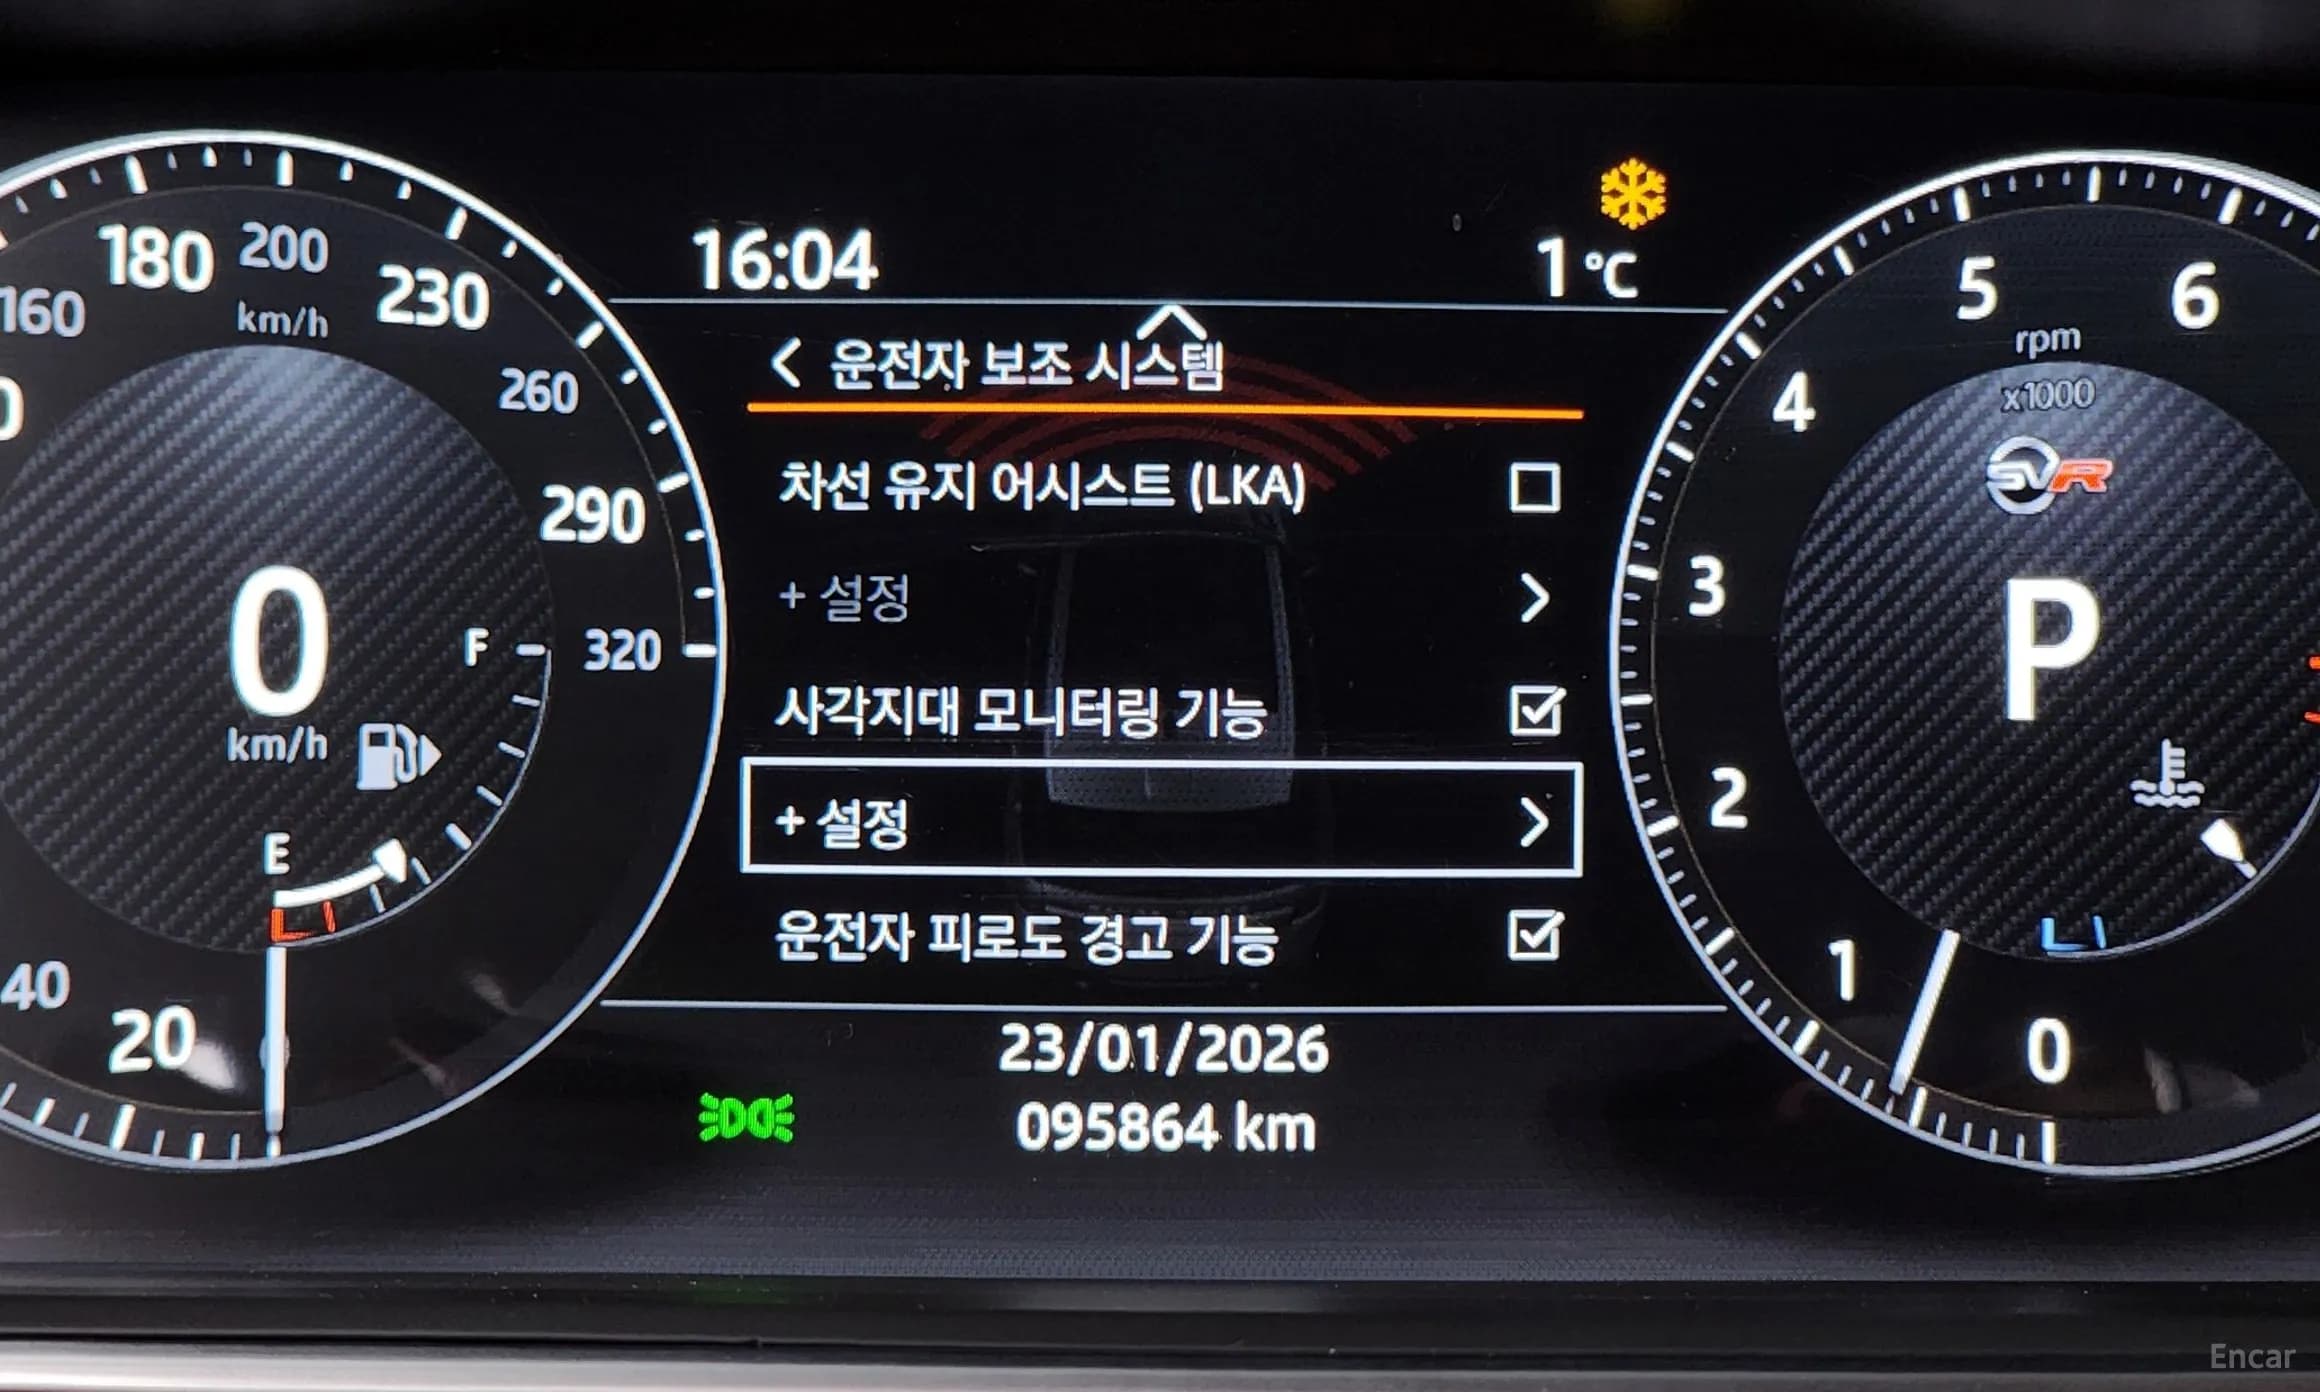 16:04
1 °C
< 운전자 보조 시스템
차선 유지 어시스트 (LKA)
+ 설정
사각지대 모니터링 기능
+ 설정
운전자 피로도 경고 기능
23/01/2026
095864 km
20
40
160
180
200
km/h
230
260
290
320
0
km/h
F
E
0
1
2
3
4
5
6
rpm
x1000
SVR
P
Encar